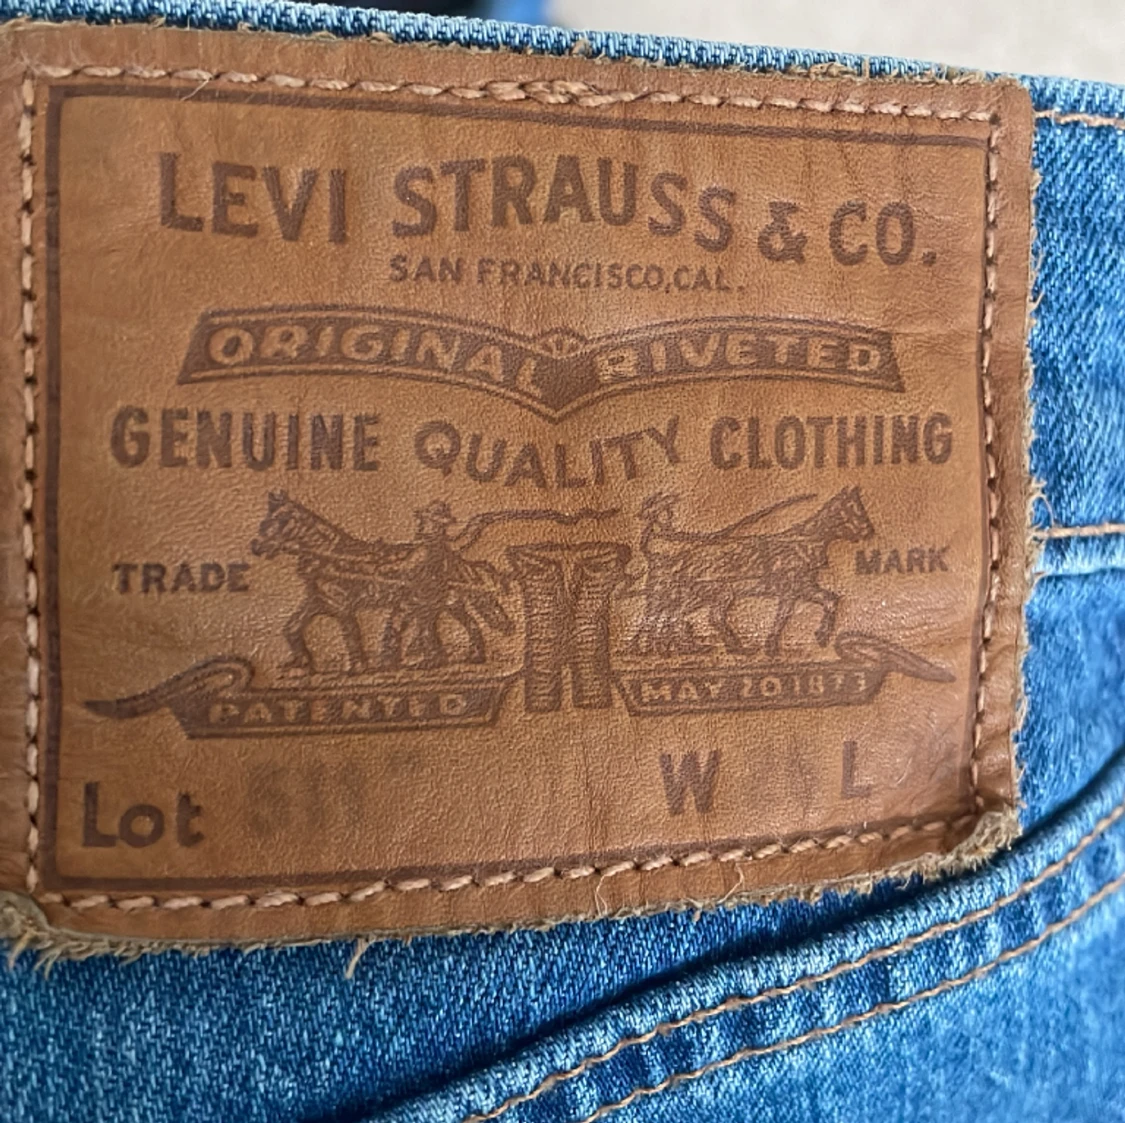 LEVI STRAUSS & CO.
SAN FRANCISCO, CAL.
ORIGINAL RIVETED
GENUINE QUALITY CLOTHING
TRADE MARK
PATENTED MAY 20 1873
Lot W L